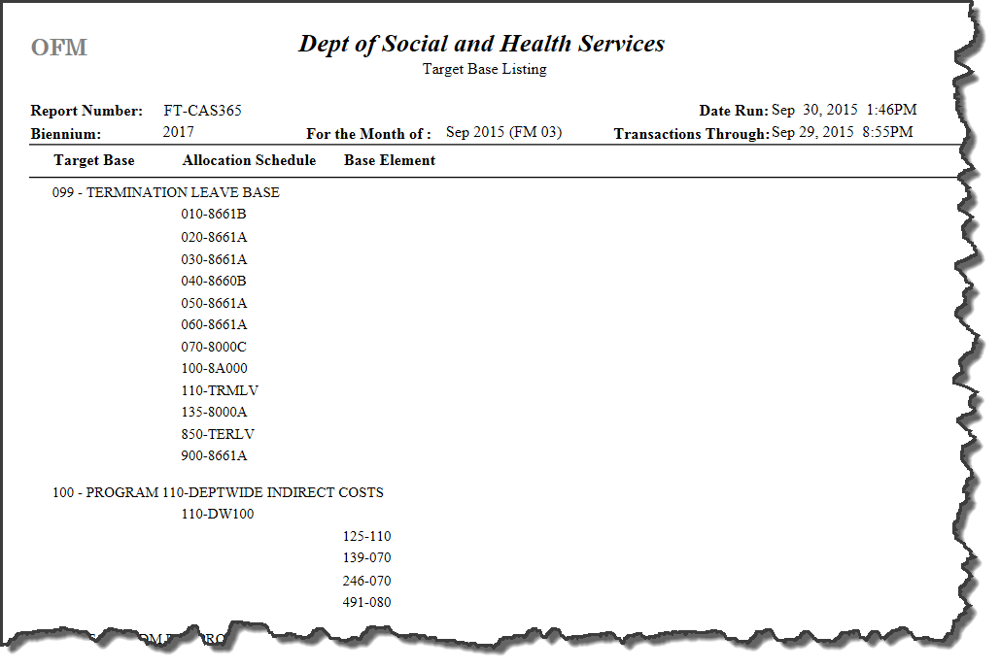 OFM
Dept of Social and Health Services
Target Base Listing
Report Number: FT-CAS365 Date Run: Sep 30, 2015 1:46PM
Biennium: 2017 For the Month of : Sep 2015 (FM 03) Transactions Through: Sep 29, 2015 8:55PM
Target Base Allocation Schedule Base Element
099 - TERMINATION LEAVE BASE
010-8661B
020-8661A
030-8661A
040-8660B
050-8661A
060-8661A
070-8000C
100-8A000
110-TRMLV
135-8000A
850-TERLV
900-8661A
100 - PROGRAM 110-DEPTWIDE INDIRECT COSTS
110-DW100
125-110
139-070
246-070
491-080